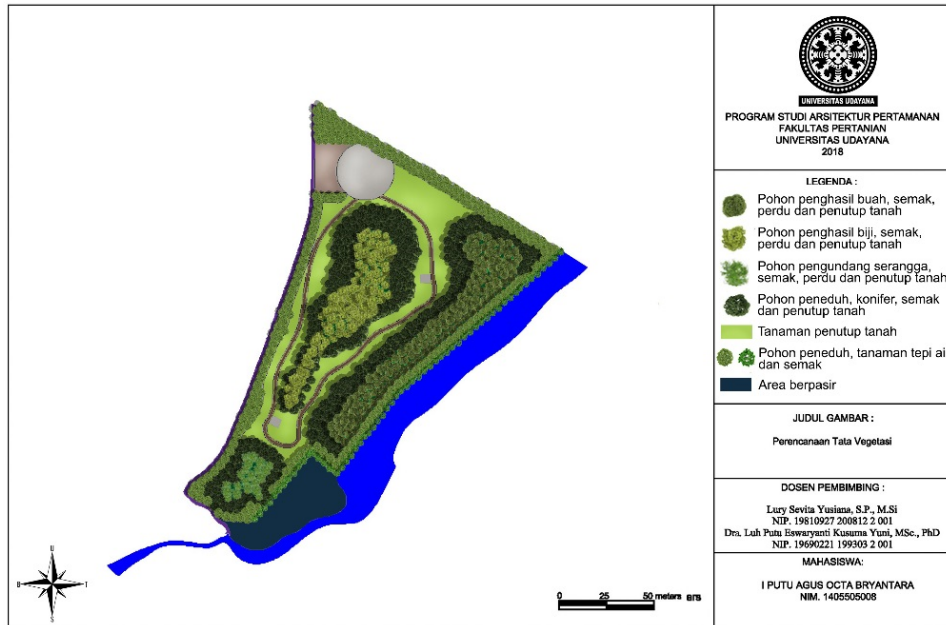 UNIVERSITAS UDAYANA
PROGRAM STUDI ARSITEKTUR PERTAMANAN
FAKULTAS PERTANIAN
UNIVERSITAS UDAYANA
2018
LEGENDA :
Pohon penghasil buah, semak,
perdu dan penutup tanah
Pohon penghasil biji, semak,
perdu dan penutup tanah
Pohon pengundang serangga,
semak, perdu dan penutup tanah
Pohon peneduh, konifer, semak
dan penutup tanah
Tanaman penutup tanah
Pohon peneduh, tanaman tepi ai
dan semak
Area berpasir
JUDUL GAMBAR :
Perencanaan Tata Vegetasi
DOSEN PEMBIMBING :
Lury Sevita Yusiana, S.P., M.Si
NIP. 19810927 200812 2 001
Dra. Luh Putu Eswaryanti Kusuma Yuni, MSc., PhD
NIP. 19690221 199303 2 001
MAHASISWA:
I PUTU AGUS OCTA BRYANTARA
NIM. 1405505008
U
B T
S
0 25 50 meters ers